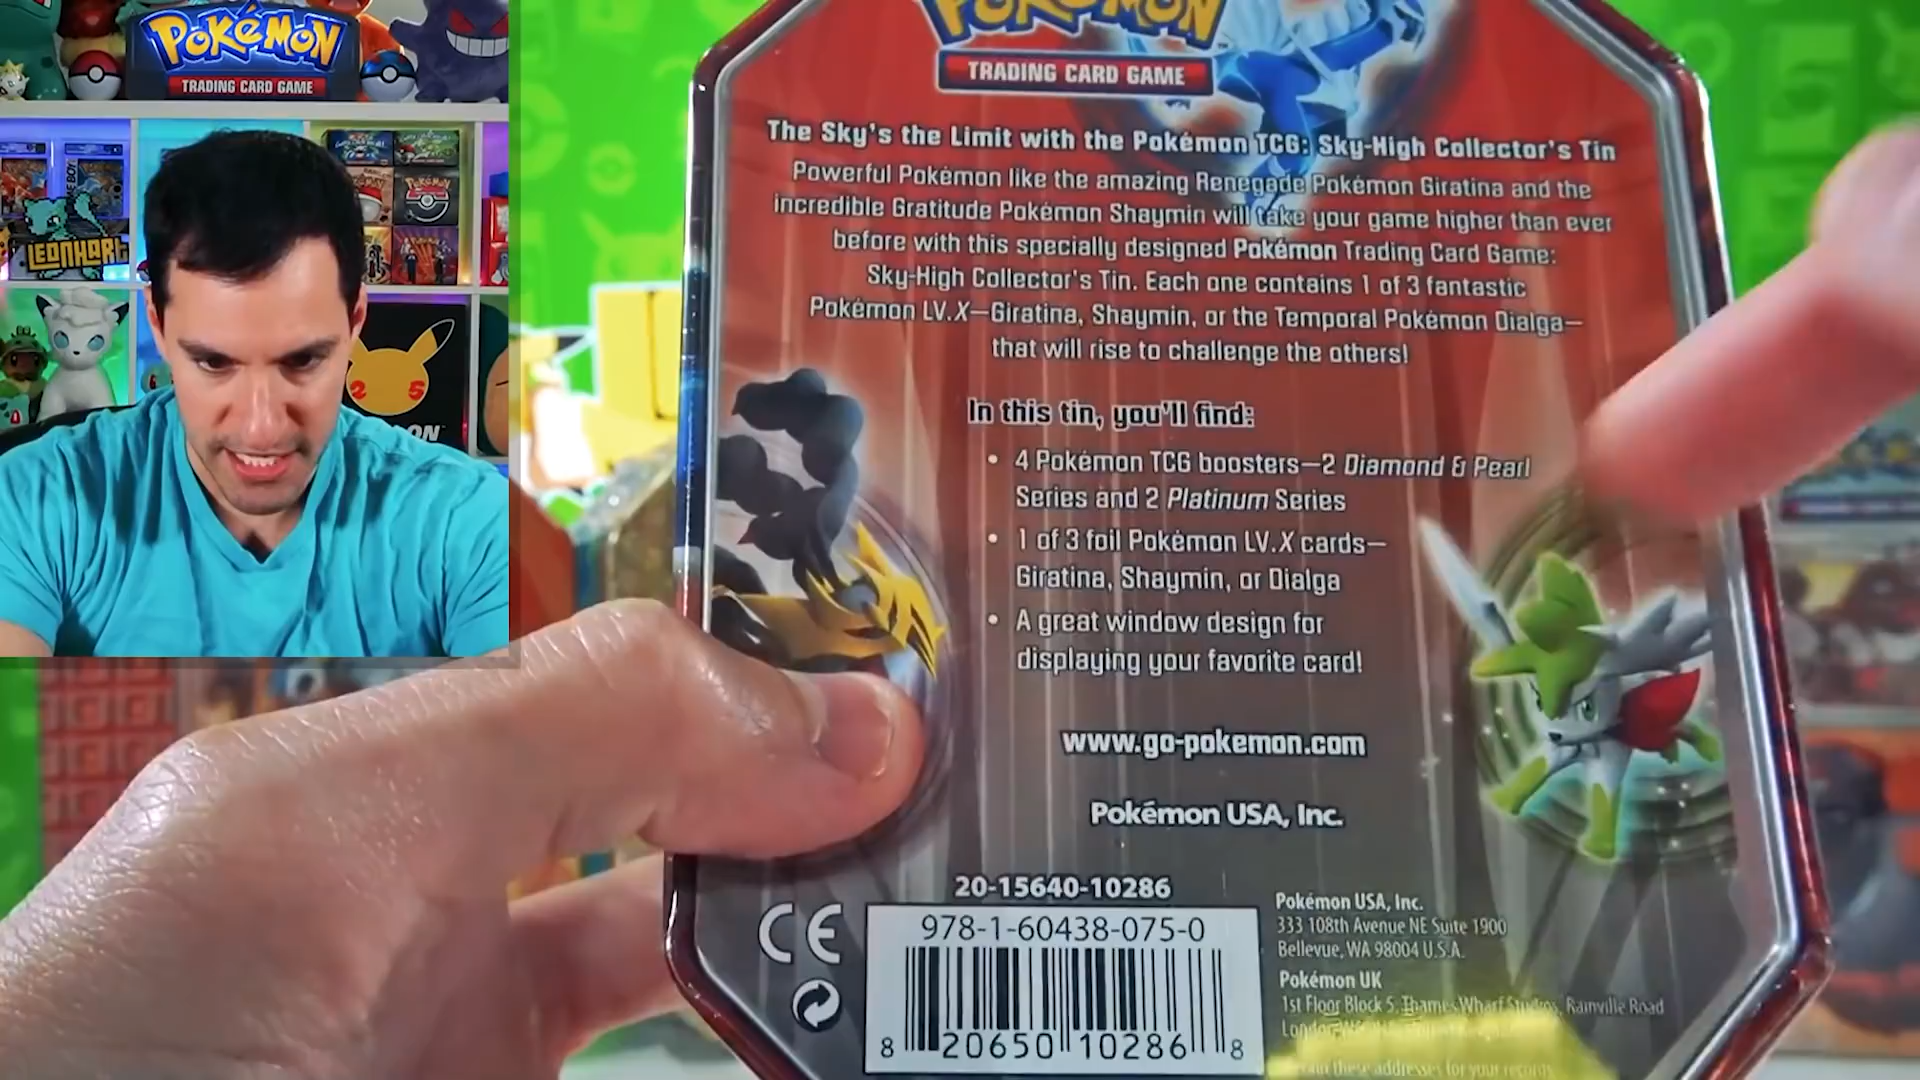 POKÉMON
TRADING CARD GAME
LEONHART
2 5
ON
POKÉMON
TRADING CARD GAME
The Sky's the Limit with the Pokémon TCG: Sky-High Collector's Tin
Powerful Pokémon like the amazing Renegade Pokémon Giratina and the
incredible Gratitude Pokémon Shaymin will take your game higher than ever
before with this specially designed Pokémon Trading Card Game:
Sky-High Collector's Tin. Each one contains 1 of 3 fantastic
Pokémon LV.X—Giratina, Shaymin, or the Temporal Pokémon Dialga—
that will rise to challenge the others!
In this tin, you'll find:
• 4 Pokémon TCG boosters—2 Diamond & Pearl
Series and 2 Platinum Series
• 1 of 3 foil Pokémon LV.X cards—
Giratina, Shaymin, or Dialga
• A great window design for
displaying your favorite card!
www.go-pokemon.com
Pokémon USA, Inc.
20-15640-10286
CE
978-1-60438-075-0
8 20650 10286 8
Pokémon USA, Inc.
333 108th Avenue NE Suite 1900
Bellevue, WA 98004 U.S.A.
Pokémon UK
1st Floor Block 5, Thames Wharf Studios, Rainville Road
these addresses for your records